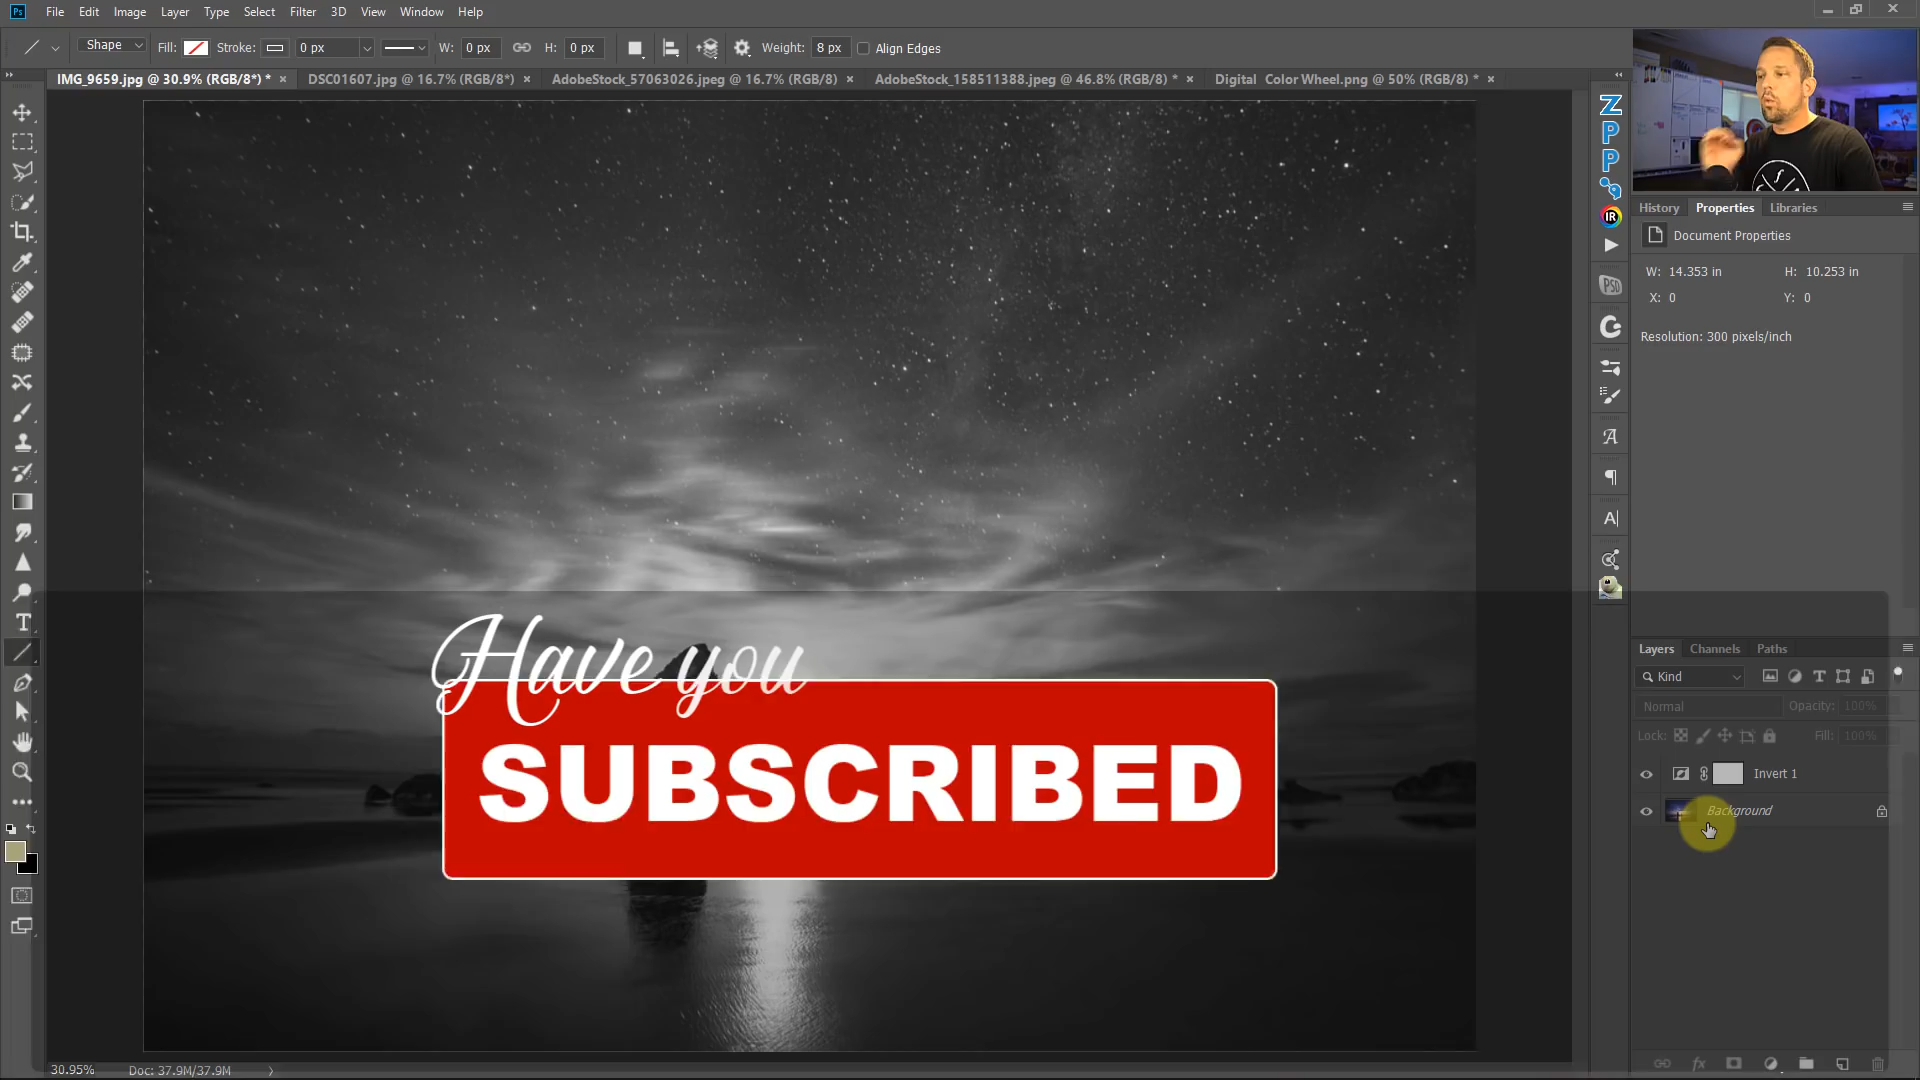 Ps File Edit Image Layer Type Select Filter 3D View Window Help
Shape Fill: Stroke: 0 px W: 0 px H: 0 px Weight: 8 px Align Edges
IMG_9659.jpg @ 30.9% (RGB/8*) * × DSC01607.jpg @ 16.7% (RGB/8*) × AdobeStock_57063026.jpeg @ 16.7% (RGB/8) × AdobeStock_158511388.jpeg @ 46.8% (RGB/8) * × Digital Color Wheel.png @ 50% (RGB/8) * ×
History Properties Libraries
Document Properties
W: 14.353 in H: 10.253 in
X: 0 Y: 0
Resolution: 300 pixels/inch
Z
P
P
IR
PSD
Have you
SUBSCRIBED
Layers Channels Paths
Kind
Normal Opacity: 100%
Lock: Fill: 100%
Invert 1
Background
30.95% Doc: 37.9M/37.9M